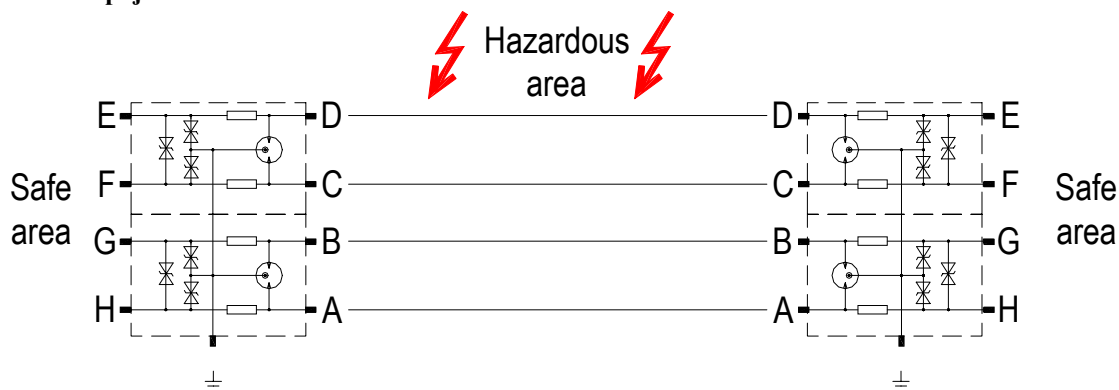 Hazardous
area
E D D E
F C C F
Safe
area
Safe
area
G B B G
H A A H